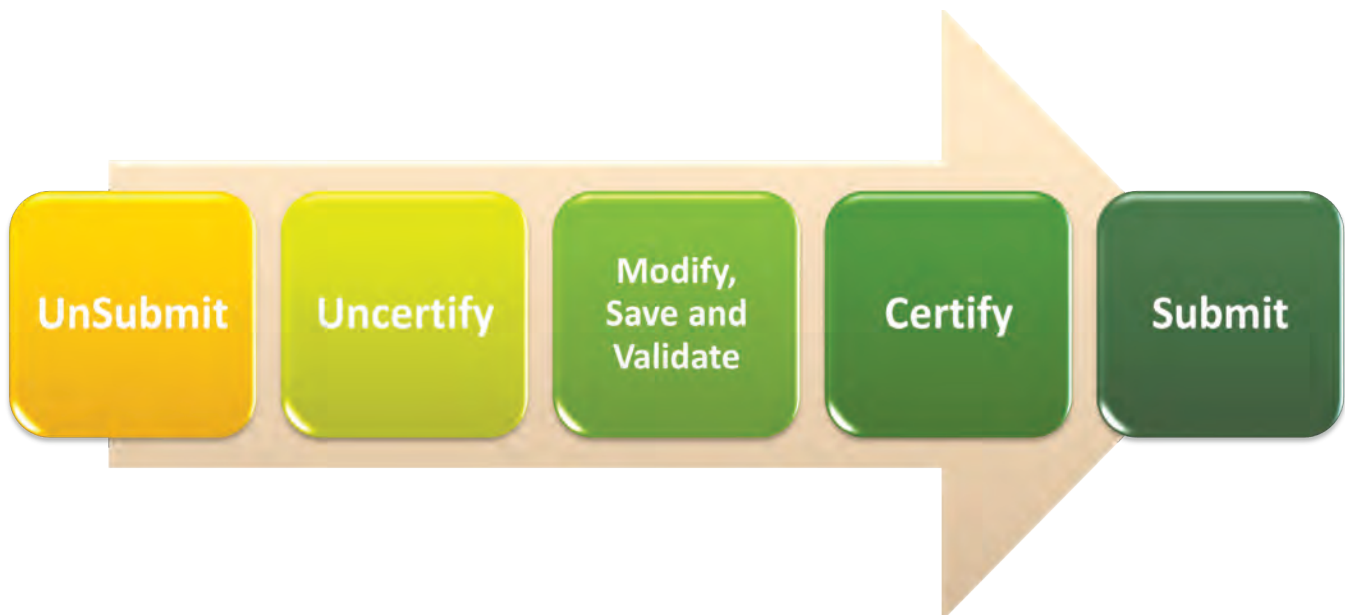 UnSubmit
Uncertify
Modify,
Save and
Validate
Certify
Submit